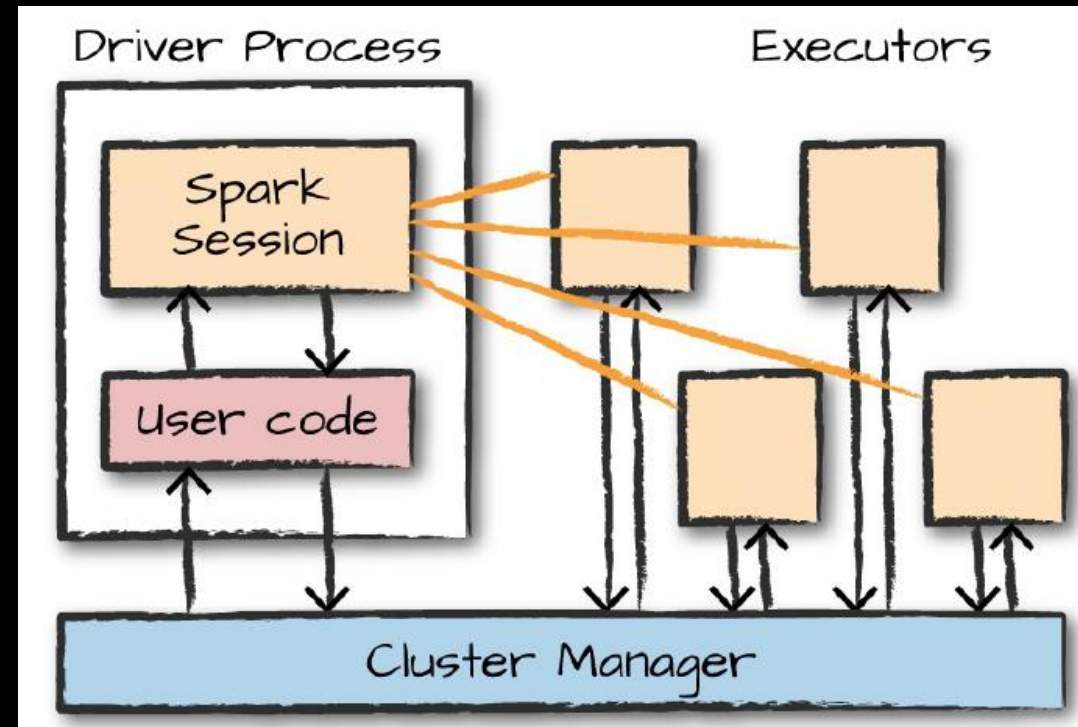 Driver Process
Executors
Spark
Session
User code
Cluster Manager